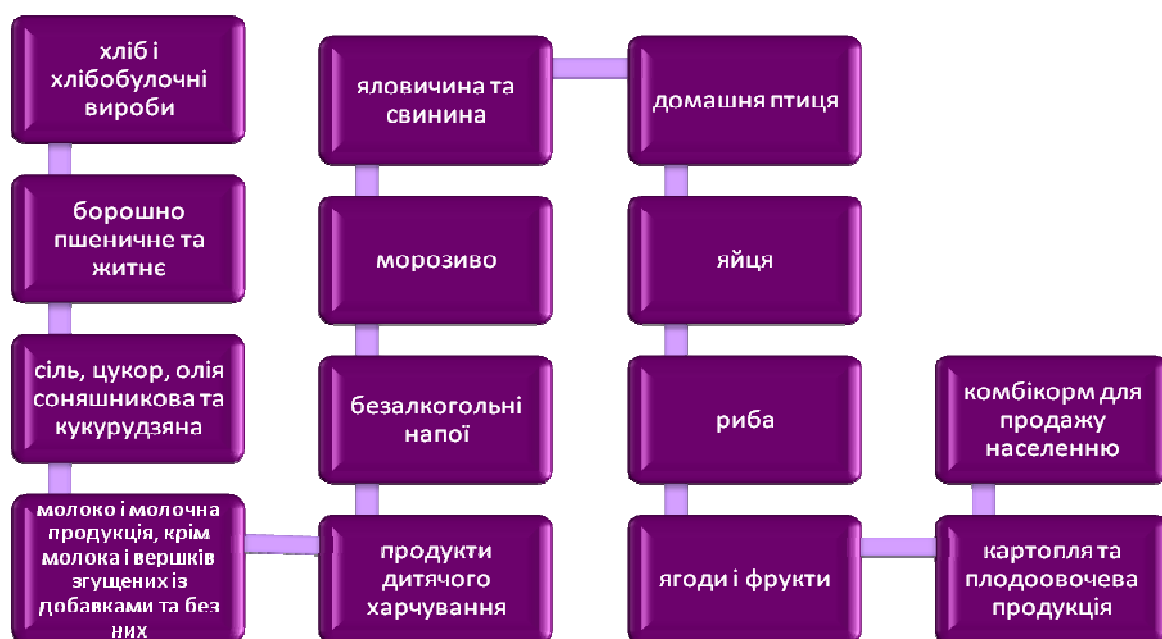 хліб і
хлібобулочні
вироби
борошно
пшеничне та
житнє
сіль, цукор, олія
соняшникова та
кукурудзяна
молоко і молочна
продукція, крім
молока і вершків
згущених із
добавками та без
них
продукти
дитячого
харчування
безалкогольні
напої
морозиво
яловичина та
свинина
домашня птиця
яйця
риба
ягоди і фрукти
картопля та
плодоовочева
продукція
комбікорм для
продажу
населенню